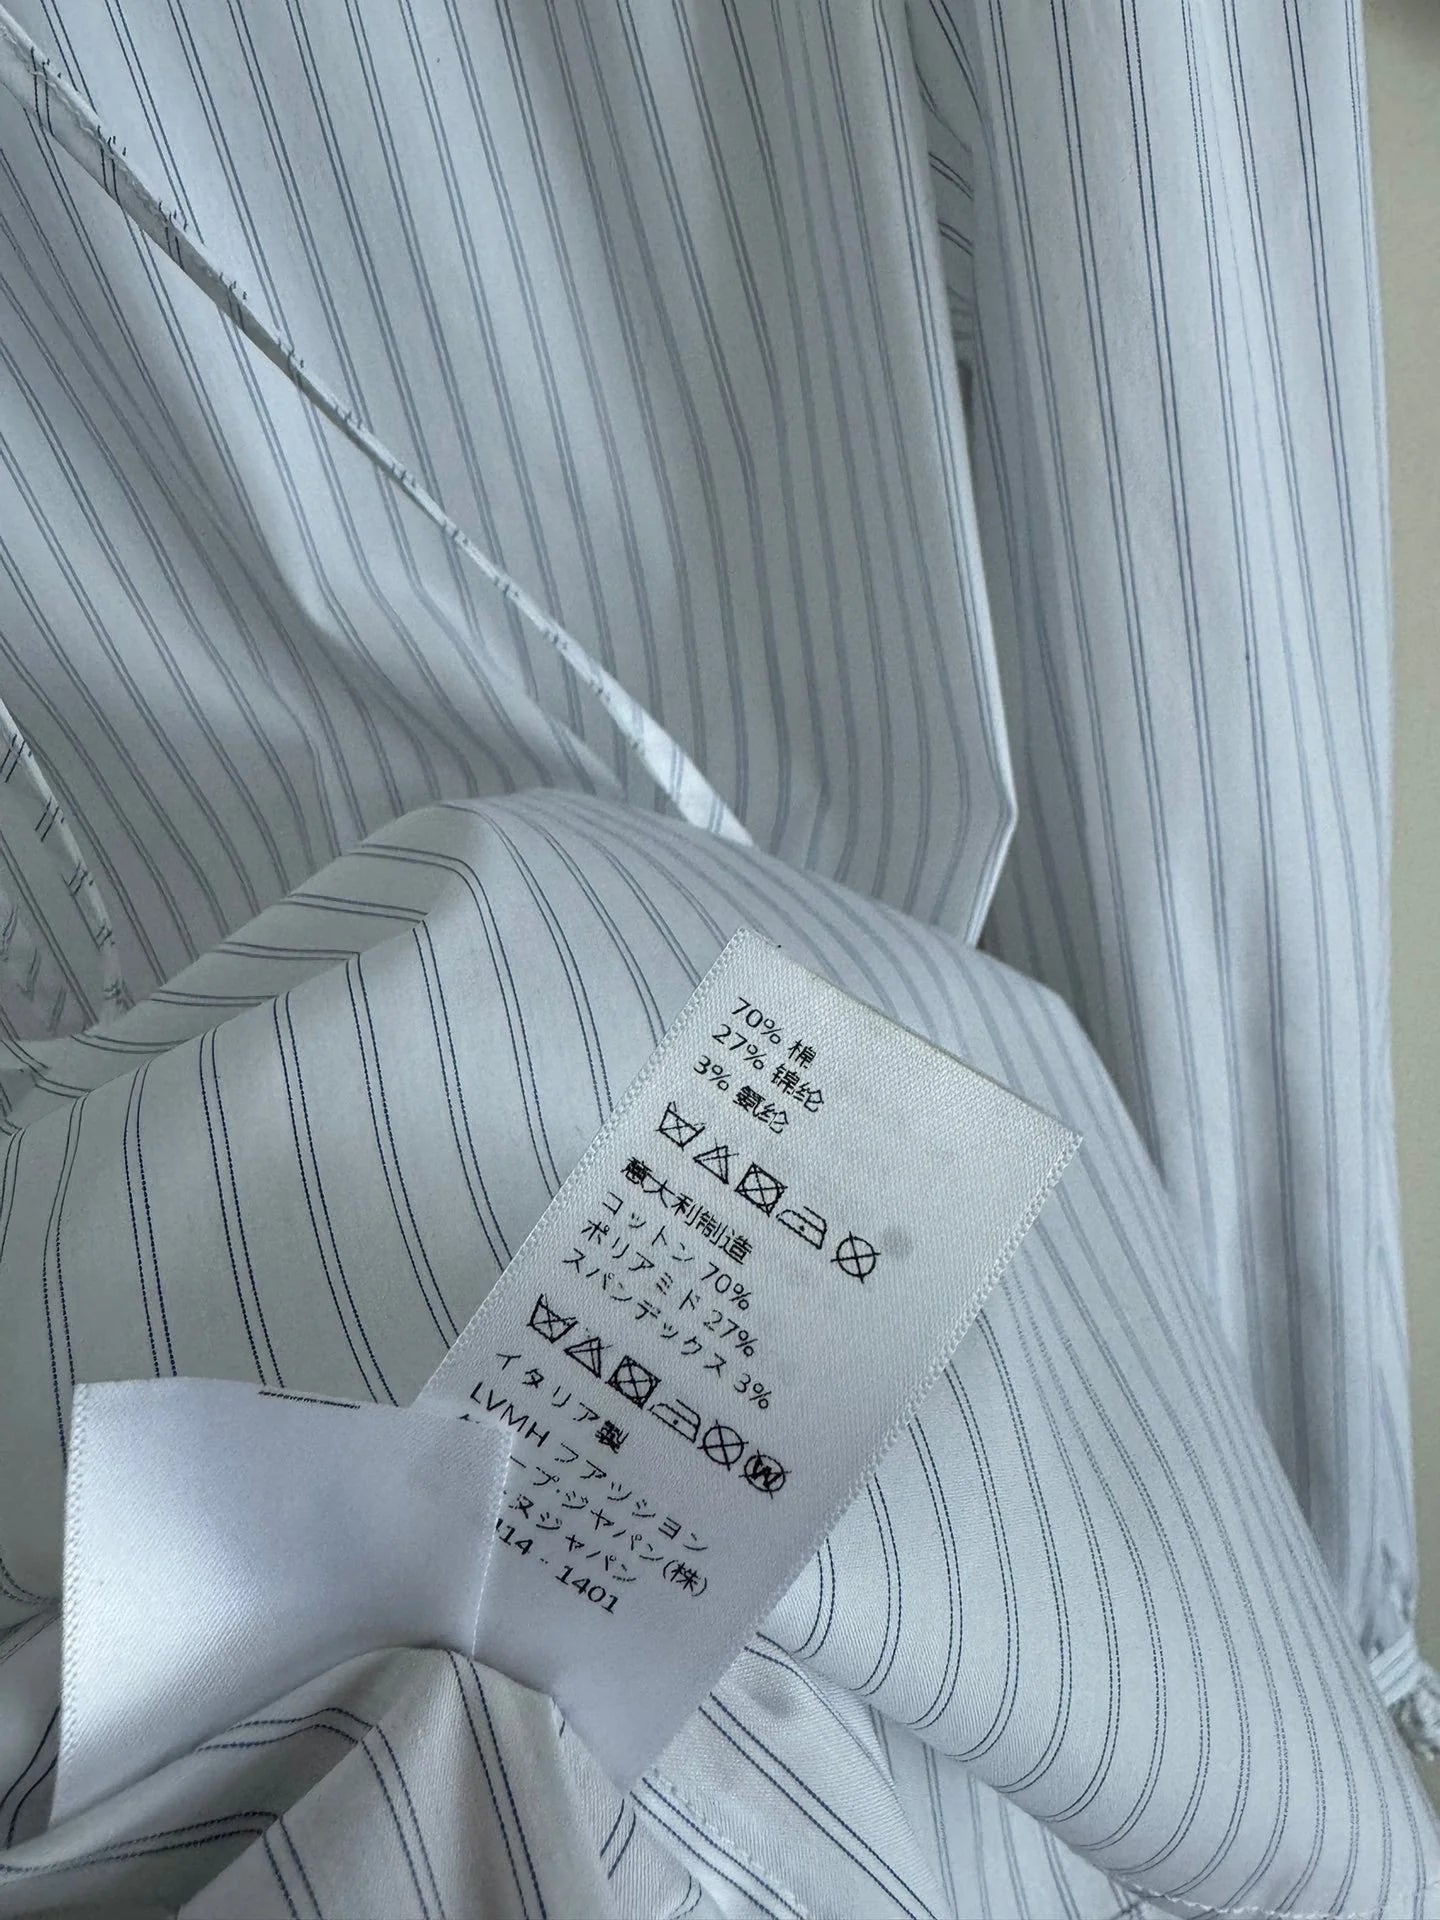 70% 棉
27% 锦纶
3% 氨纶
意大利制造
コットン 70%
ポリアミド 27%
スパンデックス 3%
イタリア製
LVMH ファッション
ープ・ジャパン(株)
ヌジャパン
114 - 1401